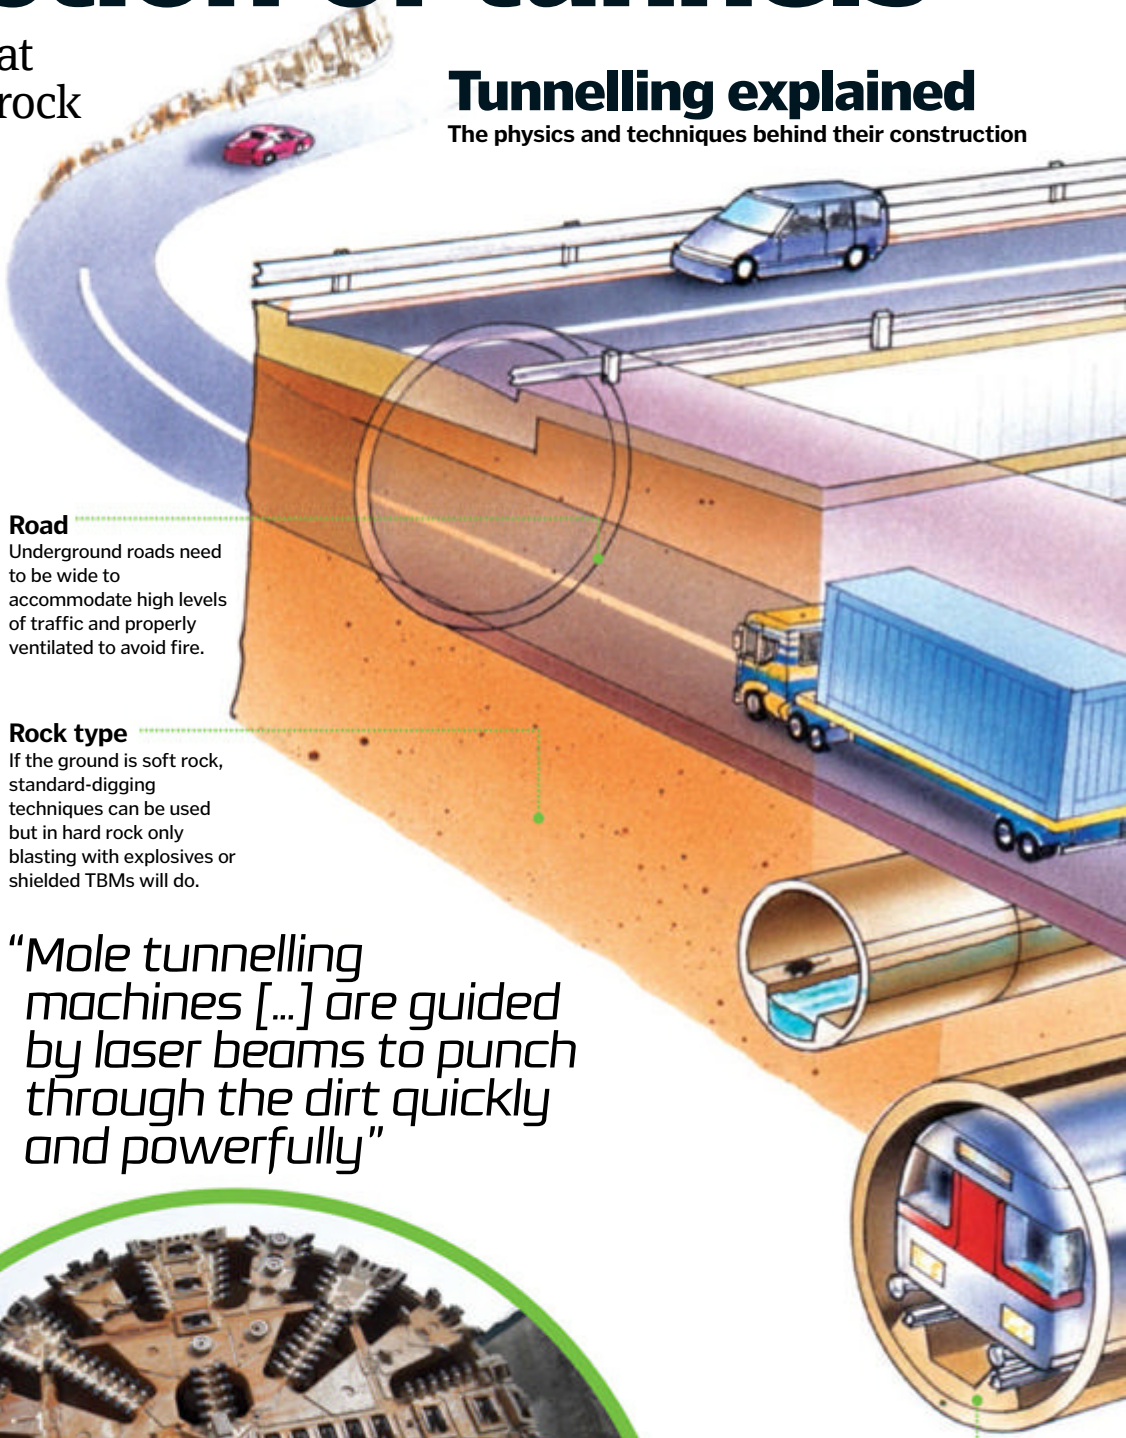 tunnels
at
rock
Tunnelling explained
The physics and techniques behind their construction
Road
Underground roads need
to be wide to
accommodate high levels
of traffic and properly
ventilated to avoid fire.
Rock type
If the ground is soft rock,
standard-digging
techniques can be used
but in hard rock only
blasting with explosives or
shielded TBMs will do.
“Mole tunnelling
machines [...] are guided
by laser beams to punch
through the dirt quickly
and powerfully”